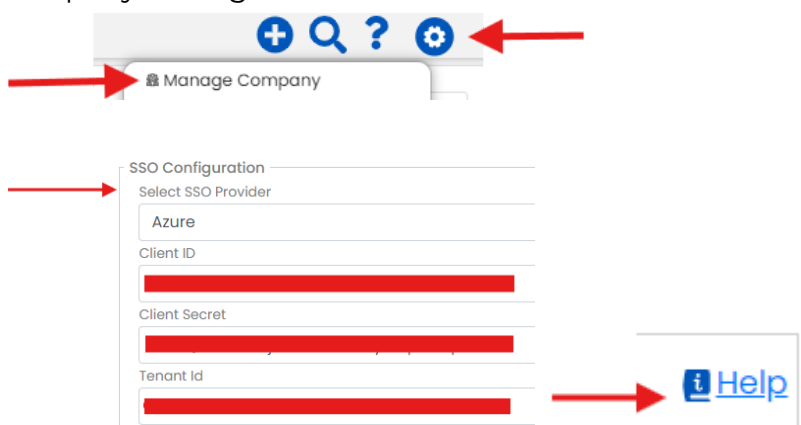 Manage Company
SSO Configuration
Select SSO Provider
Azure
Client ID
Client Secret
Tenant Id
Help